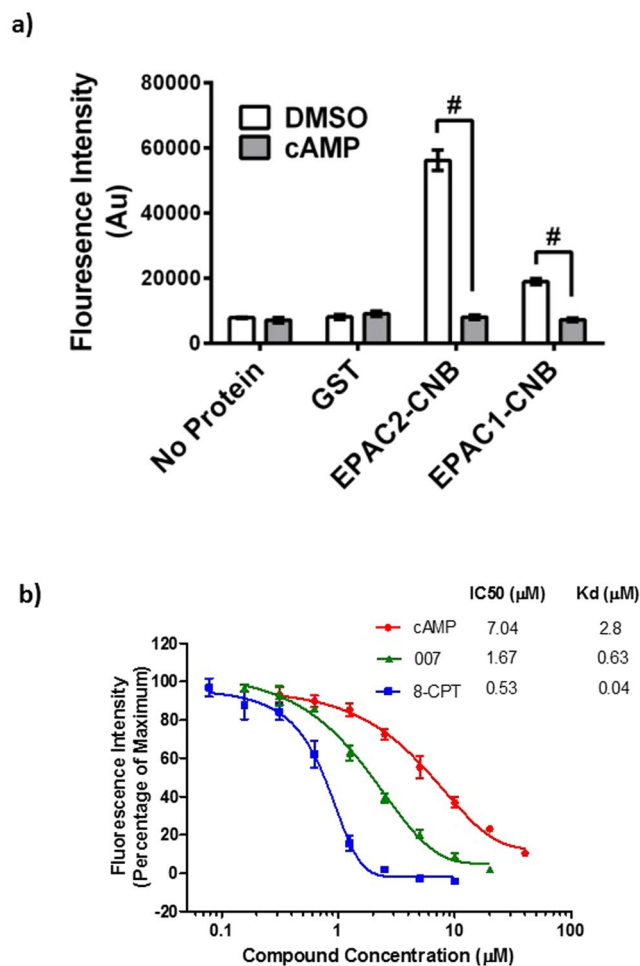 a)
80000
60000
40000
20000
0
Flouresence Intensity
(Au)
DMSO
cAMP
#
#
No Protein
GST
EPAC2-CNB
EPAC1-CNB
b)
IC50 (μM) Kd (μM)
cAMP 7.04 2.8
007 1.67 0.63
8-CPT 0.53 0.04
120
100
80
60
40
20
0
-20
Fluorescence Intensity
(Percentage of Maximum)
0.1 1 10 100
Compound Concentration (μM)